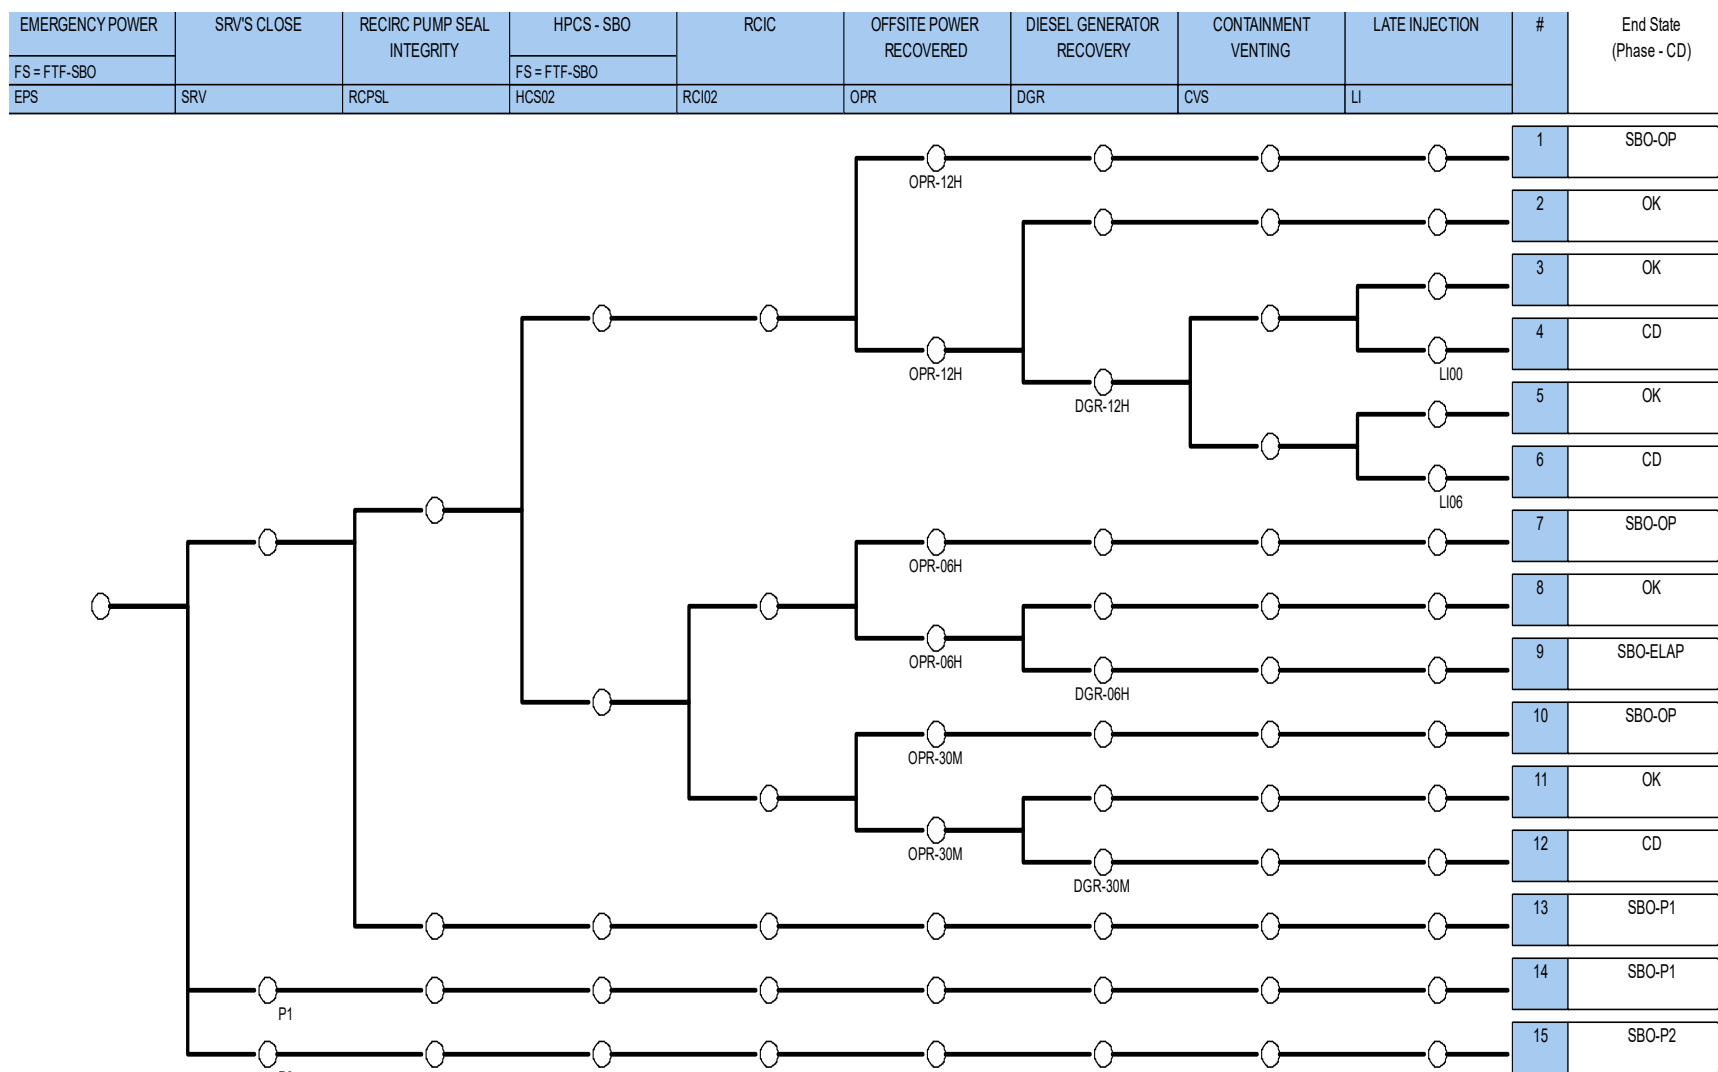 EMERGENCY POWER
SRV'S CLOSE
RECIRC PUMP SEAL
INTEGRITY
HPCS - SBO
RCIC
OFFSITE POWER
RECOVERED
DIESEL GENERATOR
RECOVERY
CONTAINMENT
VENTING
LATE INJECTION
#
End State
(Phase - CD)
FS = FTF-SBO
FS = FTF-SBO
EPS
SRV
RCPSL
HCS02
RCI02
OPR
DGR
CVS
LI
1
SBO-OP
OPR-12H
2
OK
3
OK
4
CD
OPR-12H
LI00
DGR-12H
5
OK
6
CD
LI06
7
SBO-OP
OPR-06H
8
OK
9
SBO-ELAP
OPR-06H
DGR-06H
10
SBO-OP
OPR-30M
11
OK
12
CD
OPR-30M
DGR-30M
13
SBO-P1
14
SBO-P1
P1
15
SBO-P2